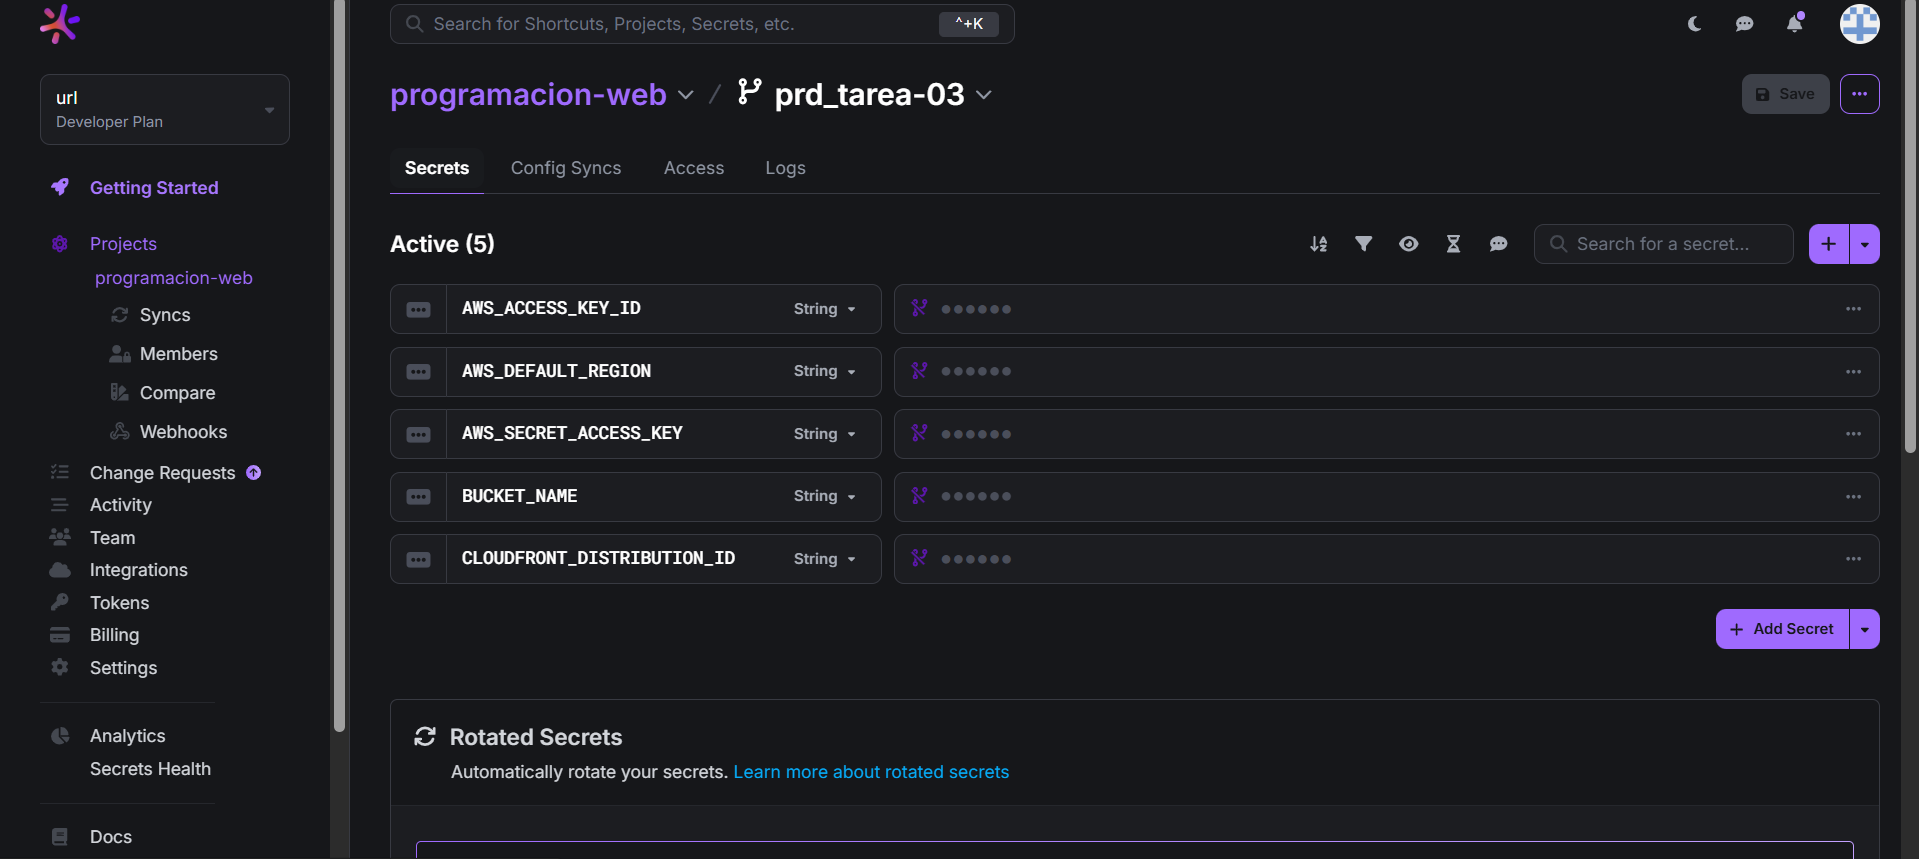 Search for Shortcuts, Projects, Secrets, etc.
^+K
url
Developer Plan
programacion-web / prd_tarea-03
Save
Getting Started
Projects
programacion-web
Syncs
Members
Compare
Webhooks
Change Requests
Activity
Team
Integrations
Tokens
Billing
Settings
Analytics
Secrets Health
Docs
Secrets
Config Syncs
Access
Logs
Active (5)
Search for a secret...
AWS_ACCESS_KEY_ID
String
AWS_DEFAULT_REGION
String
AWS_SECRET_ACCESS_KEY
String
BUCKET_NAME
String
CLOUDFRONT_DISTRIBUTION_ID
String
+ Add Secret
Rotated Secrets
Automatically rotate your secrets. Learn more about rotated secrets